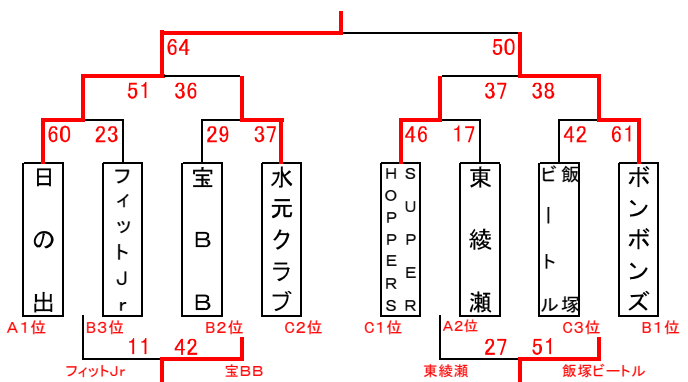 64 50
51 36 37 38
60 23 29 37 46 17 42 61
日の出
フィットJr
宝BB
水元クラブ
SUPER
HOPPERS
東綾瀬
飯塚
ビートル
ボンボンズ
A1位 B3位 B2位 C2位 C1位 A2位 C3位 B1位
11 42 27 51
フィットJr 宝BB 東綾瀬 飯塚ビートル